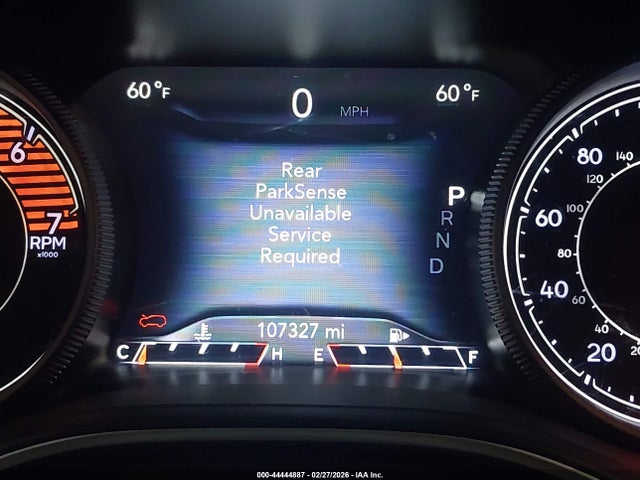 60°F 0 MPH 60°F
Rear
ParkSense
Unavailable
Service
Required
P
R
N
D
6
7
RPM
x1000
107327 mi
C H E F
80
60
40
20
140
120
100
80
60
40
20
000-44444887 - 02/27/2026 - IAA Inc.